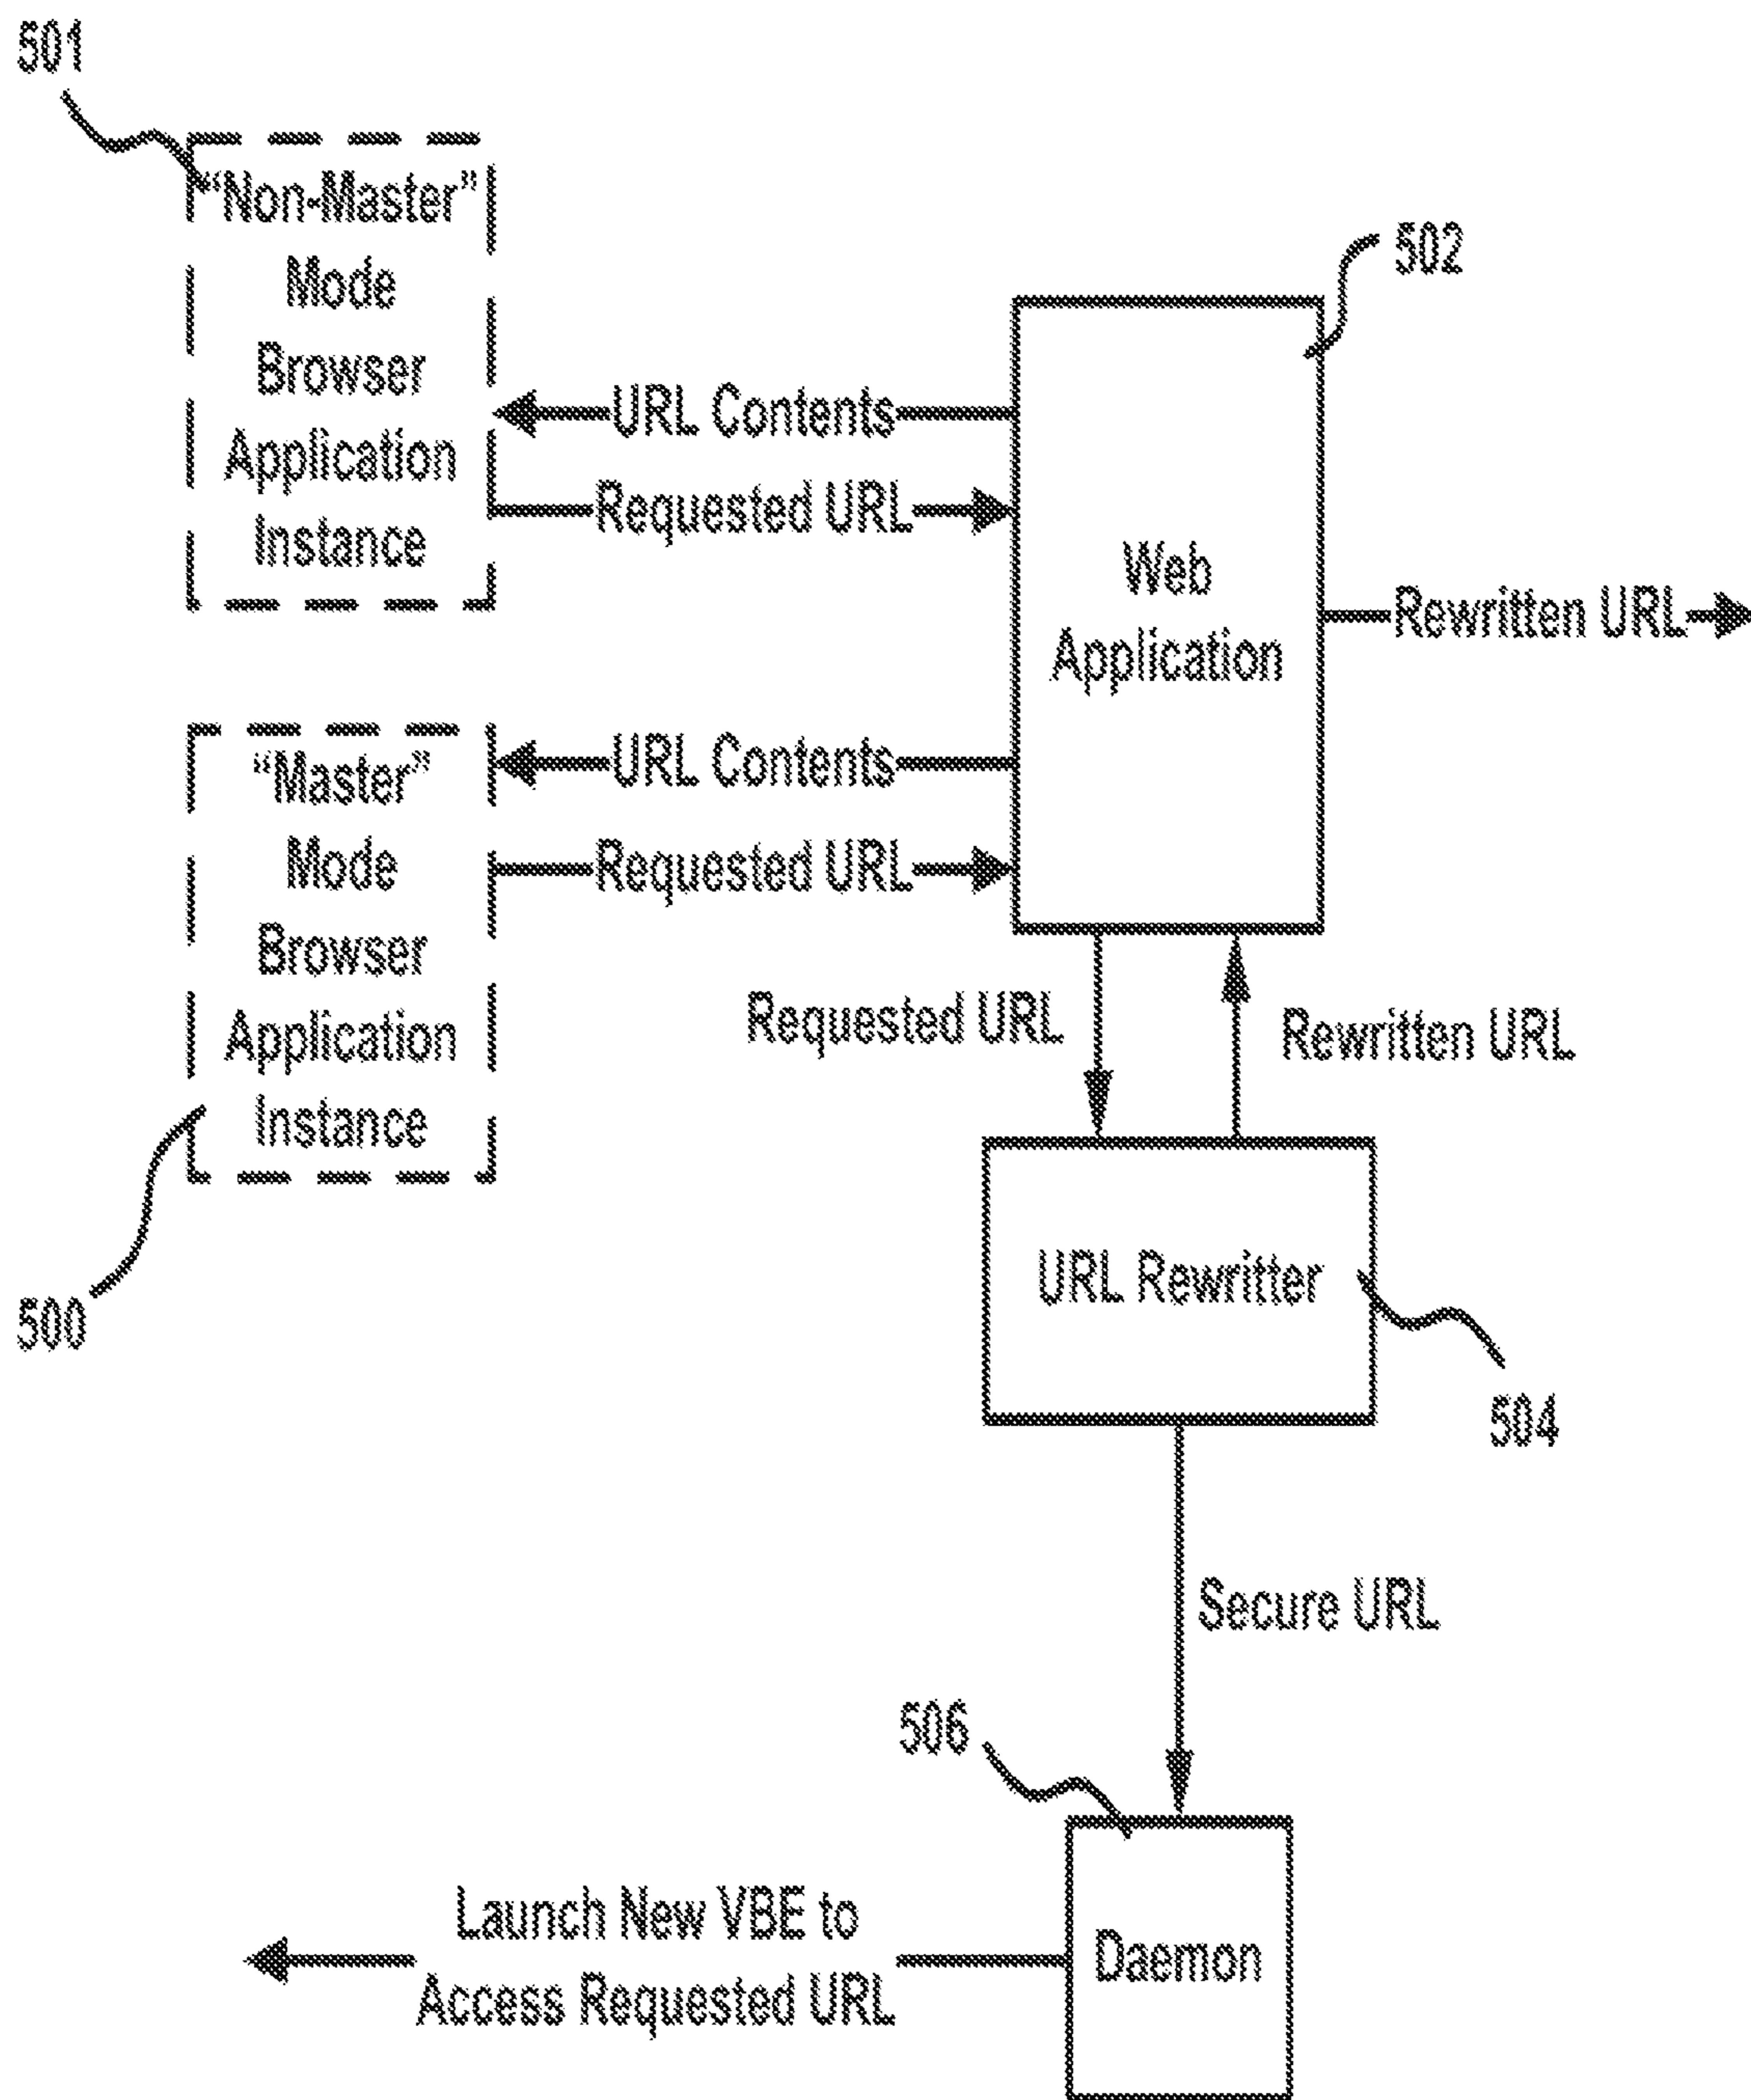 501
“Non-Master”
Mode
Browser
Application
Instance
502
URL Contents
Requested URL
Web
Application
Rewritten URL
“Master”
Mode
Browser
Application
Instance
URL Contents
Requested URL
Requested URL
Rewritten URL
500
URL Rewritter
504
Secure URL
506
Launch New VBE to
Access Requested URL
Daemon